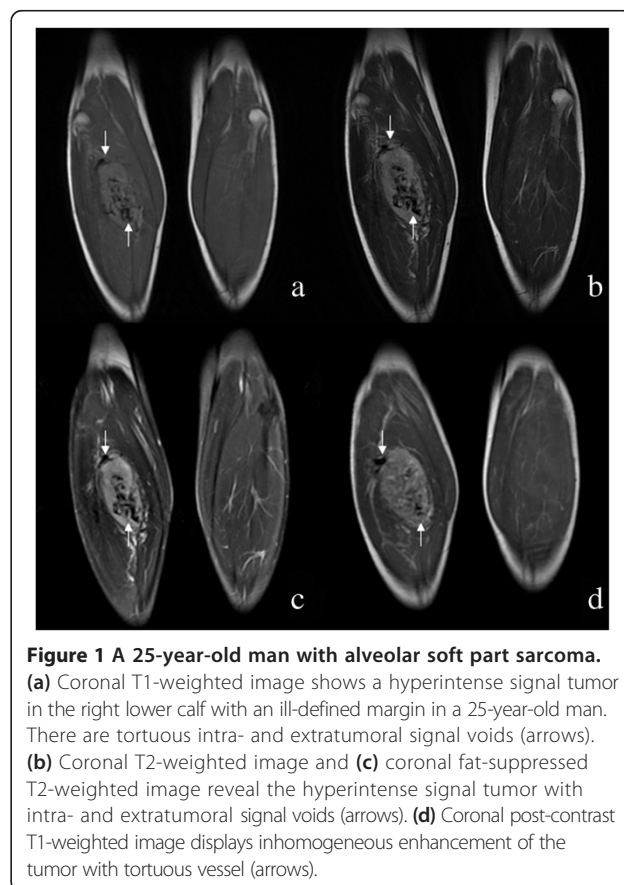 a
b
c
d
Figure 1 A 25-year-old man with alveolar soft part sarcoma.
(a) Coronal T1-weighted image shows a hyperintense signal tumor
in the right lower calf with an ill-defined margin in a 25-year-old man.
There are tortuous intra- and extratumoral signal voids (arrows).
(b) Coronal T2-weighted image and (c) coronal fat-suppressed
T2-weighted image reveal the hyperintense signal tumor with
intra- and extratumoral signal voids (arrows). (d) Coronal post-contrast
T1-weighted image displays inhomogeneous enhancement of the
tumor with tortuous vessel (arrows).